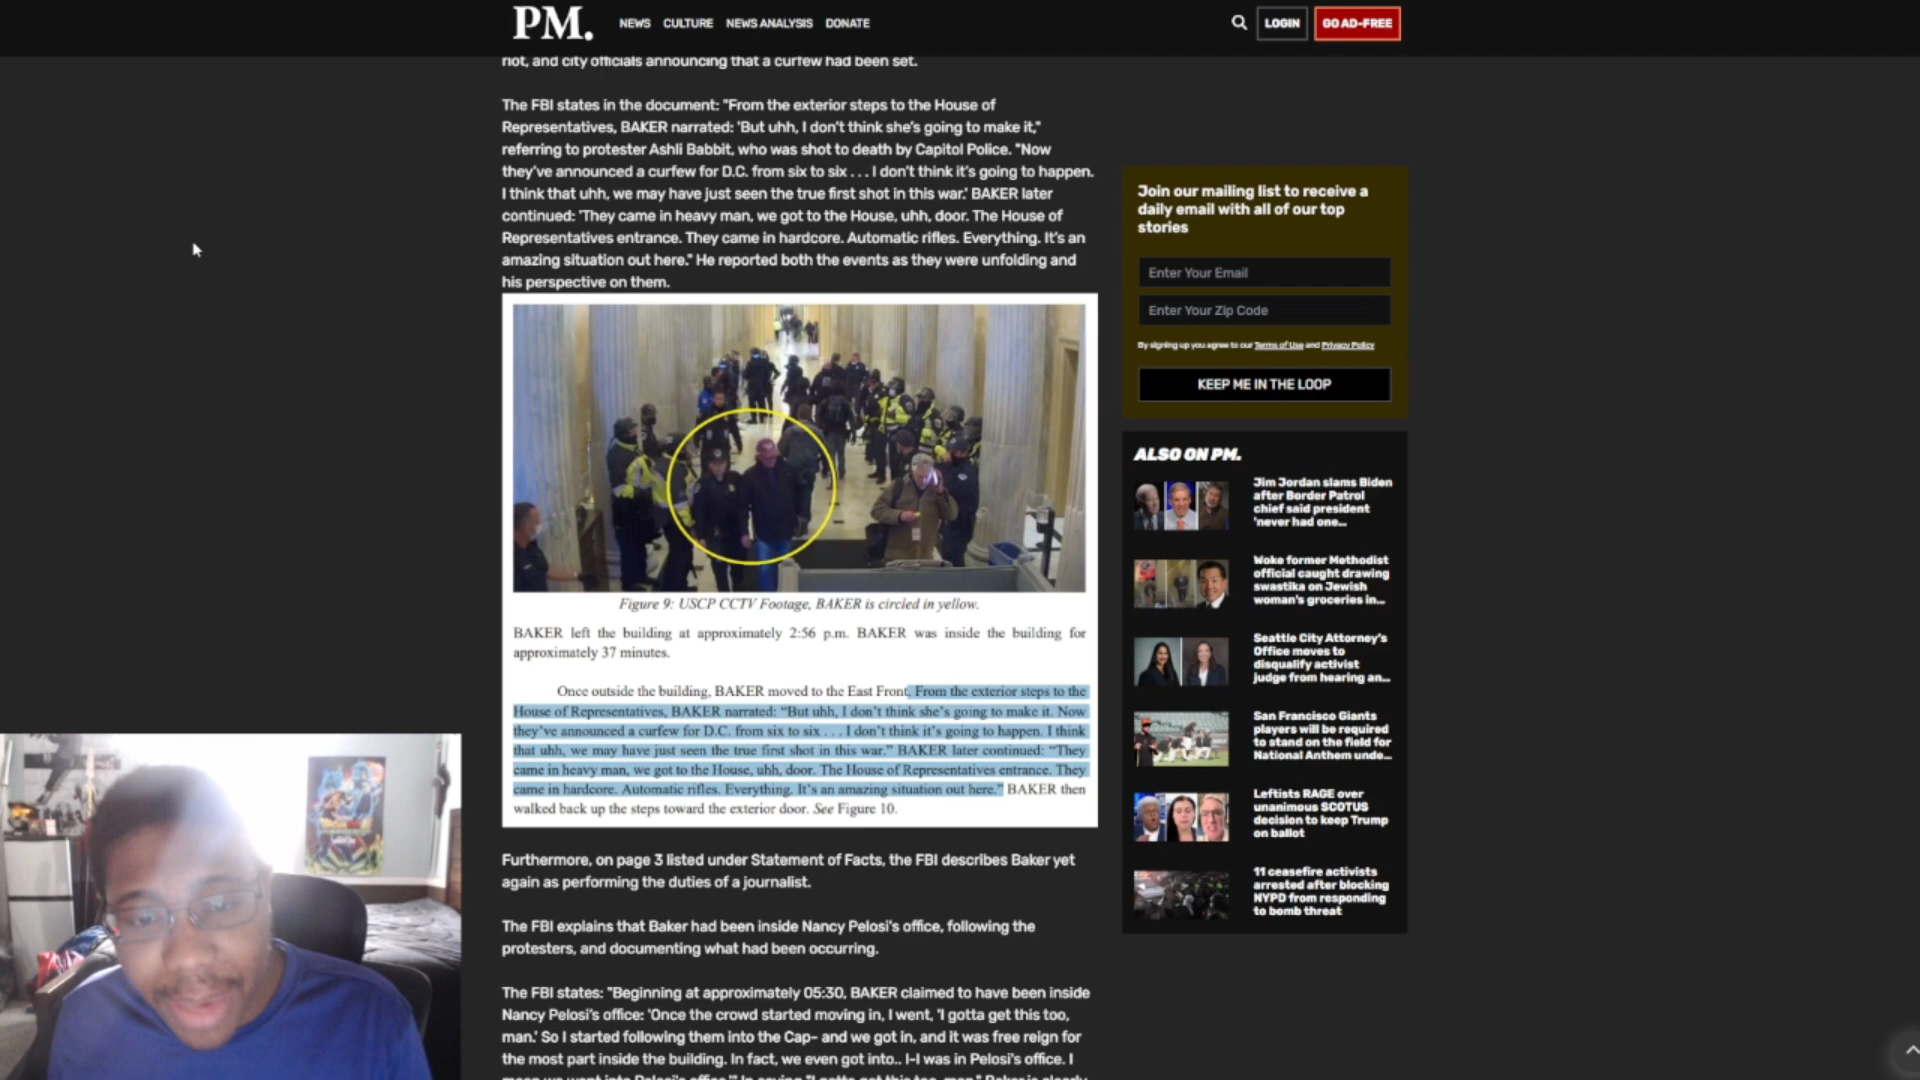 PM.
NEWS CULTURE NEWS ANALYSIS DONATE
LOGIN
GO AD-FREE
riot, and city officials announcing that a curfew had been set.
The FBI states in the document: "From the exterior steps to the House of
Representatives, BAKER narrated: 'But uhh, I don't think she's going to make it,"
referring to protester Ashli Babbit, who was shot to death by Capitol Police. "Now
they've announced a curfew for D.C. from six to six . . . I don't think it's going to happen.
I think that uhh, we may have just seen the true first shot in this war.' BAKER later
continued: 'They came in heavy man, we got to the House, uhh, door. The House of
Representatives entrance. They came in hardcore. Automatic rifles. Everything. It's an
amazing situation out here." He reported both the events as they were unfolding and
his perspective on them.
Figure 9: USCP CCTV Footage, BAKER is circled in yellow.
BAKER left the building at approximately 2:56 p.m. BAKER was inside the building for
approximately 37 minutes.
Once outside the building, BAKER moved to the East Front. From the exterior steps to the
House of Representatives, BAKER narrated: “But uhh, I don’t think she’s going to make it. Now
they’ve announced a curfew for D.C. from six to six . . . I don’t think it’s going to happen. I think
that uhh, we may have just seen the true first shot in this war.” BAKER later continued: “They
came in heavy man, we got to the House, uhh, door. The House of Representatives entrance. They
came in hardcore. Automatic rifles. Everything. It’s an amazing situation out here.” BAKER then
walked back up the steps toward the exterior door. See Figure 10.
Furthermore, on page 3 listed under Statement of Facts, the FBI describes Baker yet
again as performing the duties of a journalist.
The FBI explains that Baker had been inside Nancy Pelosi's office, following the
protesters, and documenting what had been occurring.
The FBI states: "Beginning at approximately 05:30, BAKER claimed to have been inside
Nancy Pelosi's office: 'Once the crowd started moving in, I went, 'I gotta get this too,
man.' So I started following them into the Cap- and we got in, and it was free reign for
the most part inside the building. In fact, we even got into.. I-I was in Pelosi's office. I
Join our mailing list to receive a
daily email with all of our top
stories
Enter Your Email
Enter Your Zip Code
By signing up you agree to our Terms of Use and Privacy Policy
KEEP ME IN THE LOOP
ALSO ON PM.
Jim Jordan slams Biden
after Border Patrol
chief said president
'never had one...
Woke former Methodist
official caught drawing
swastika on Jewish
woman's groceries in...
Seattle City Attorney's
Office moves to
disqualify activist
judge from hearing an...
San Francisco Giants
players will be required
to stand on the field for
National Anthem unde...
Leftists RAGE over
unanimous SCOTUS
decision to keep Trump
on ballot
11 ceasefire activists
arrested after blocking
NYPD from responding
to bomb threat